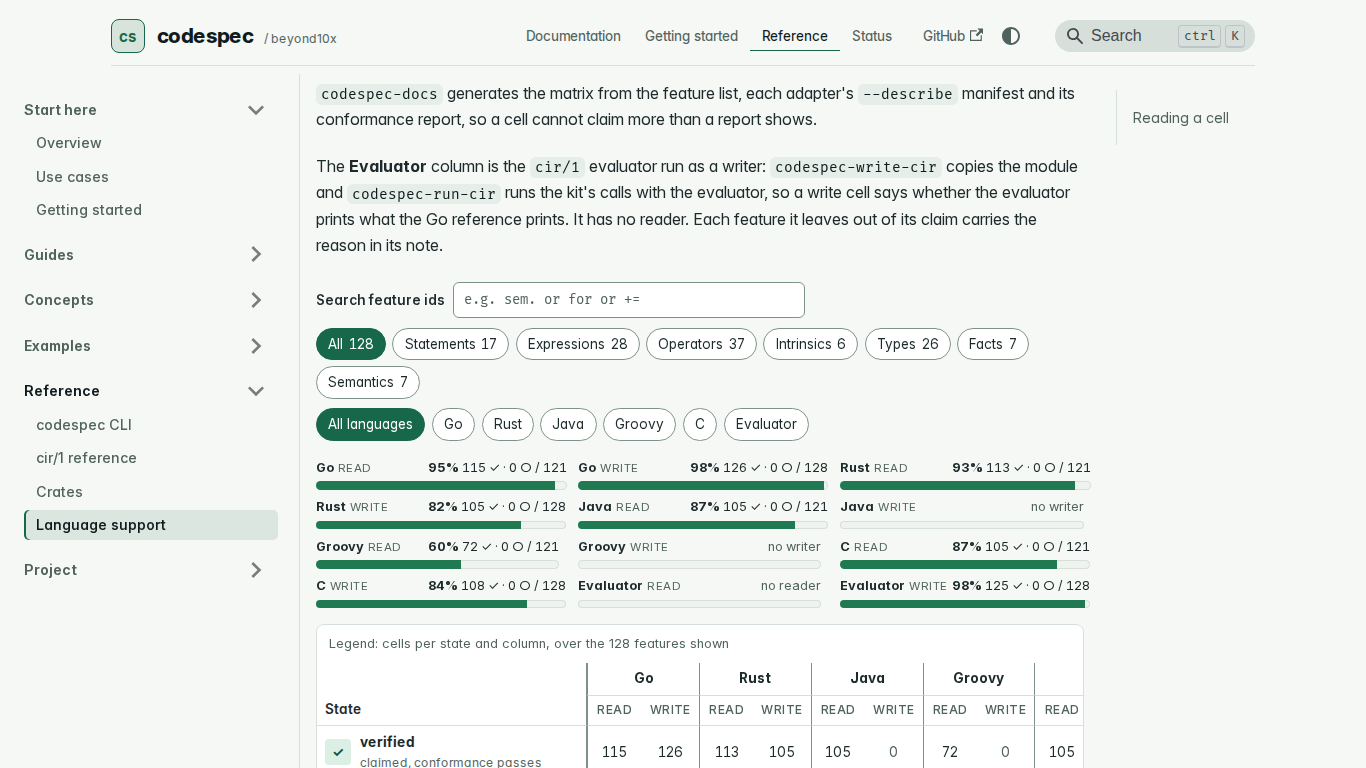 cs codespec / beyond10x
Documentation Getting started Reference Status GitHub Search ctrl K
Start here
Overview
Use cases
Getting started
Guides
Concepts
Examples
Reference
codespec CLI
cir/1 reference
Crates
Language support
Project
codespec-docs generates the matrix from the feature list, each adapter's --describe manifest and its
conformance report, so a cell cannot claim more than a report shows.
The Evaluator column is the cir/1 evaluator run as a writer: codespec-write-cir copies the module
and codespec-run-cir runs the kit's calls with the evaluator, so a write cell says whether the evaluator
prints what the Go reference prints. It has no reader. Each feature it leaves out of its claim carries the
reason in its note.
Search feature ids e.g. sem. or for or +=
All 128 Statements 17 Expressions 28 Operators 37 Intrinsics 6 Types 26 Facts 7
Semantics 7
All languages Go Rust Java Groovy C Evaluator
Go READ 95% 115 ✓ · 0 ○ / 121 Go WRITE 98% 126 ✓ · 0 ○ / 128 Rust READ 93% 113 ✓ · 0 ○ / 121
Rust WRITE 82% 105 ✓ · 0 ○ / 128 Java READ 87% 105 ✓ · 0 ○ / 121 Java WRITE no writer
Groovy READ 60% 72 ✓ · 0 ○ / 121 Groovy WRITE no writer C READ 87% 105 ✓ · 0 ○ / 121
C WRITE 84% 108 ✓ · 0 ○ / 128 Evaluator READ no reader Evaluator WRITE 98% 125 ✓ · 0 ○ / 128
Legend: cells per state and column, over the 128 features shown
Go Rust Java Groovy
State READ WRITE READ WRITE READ WRITE READ WRITE READ
✓ verified 115 126 113 105 105 0 72 0 105
claimed, conformance passes
Reading a cell